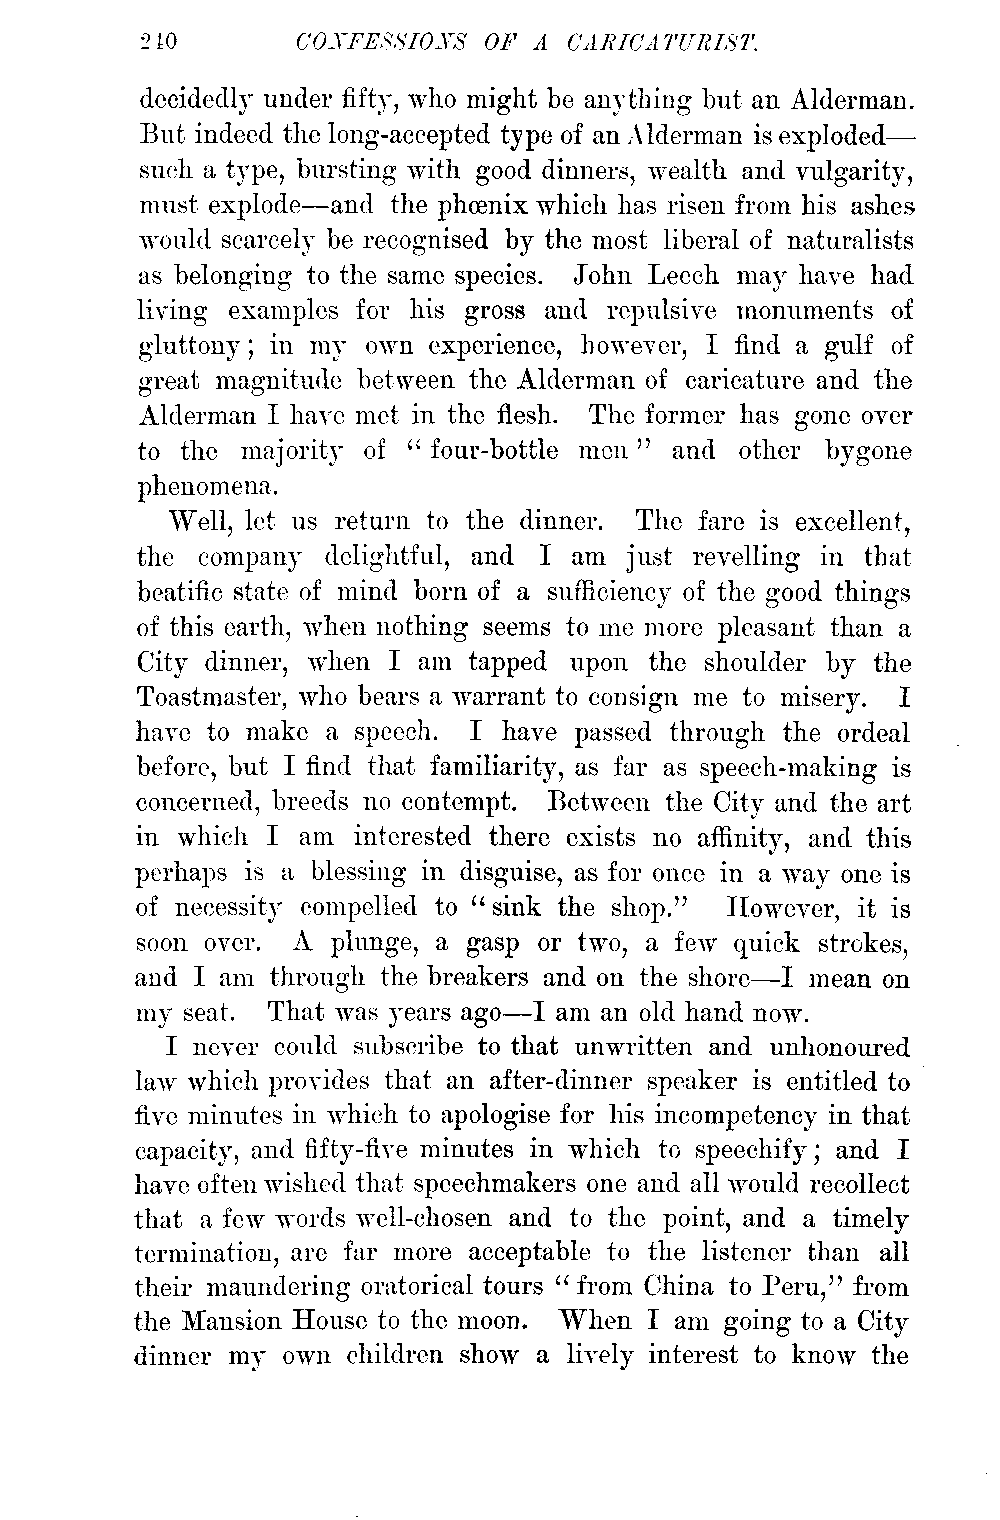 240 CONFESSIONS OF A CARICATURIST.
decidedly under fifty, who might be anything but an Alderman.
But indeed the long-accepted type of an Alderman is exploded—
such a type, bursting with good dinners, wealth and vulgarity,
must explode—and the phœnix which has risen from his ashes
would scarcely be recognised by the most liberal of naturalists
as belonging to the same species. John Leech may have had
living examples for his gross and repulsive monuments of
gluttony; in my own experience, however, I find a gulf of
great magnitude between the Alderman of caricature and the
Alderman I have met in the flesh. The former has gone over
to the majority of “four-bottle men” and other bygone
phenomena.
Well, let us return to the dinner. The fare is excellent,
the company delightful, and I am just revelling in that
beatific state of mind born of a sufficiency of the good things
of this earth, when nothing seems to me more pleasant than a
City dinner, when I am tapped upon the shoulder by the
Toastmaster, who bears a warrant to consign me to misery. I
have to make a speech. I have passed through the ordeal
before, but I find that familiarity, as far as speech-making is
concerned, breeds no contempt. Between the City and the art
in which I am interested there exists no affinity, and this
perhaps is a blessing in disguise, as for once in a way one is
of necessity compelled to “sink the shop.” However, it is
soon over. A plunge, a gasp or two, a few quick strokes,
and I am through the breakers and on the shore—I mean on
my seat. That was years ago—I am an old hand now.
I never could subscribe to that unwritten and unhonoured
law which provides that an after-dinner speaker is entitled to
five minutes in which to apologise for his incompetency in that
capacity, and fifty-five minutes in which to speechify; and I
have often wished that speechmakers one and all would recollect
that a few words well-chosen and to the point, and a timely
termination, are far more acceptable to the listener than all
their maundering oratorical tours “from China to Peru,” from
the Mansion House to the moon. When I am going to a City
dinner my own children show a lively interest to know the